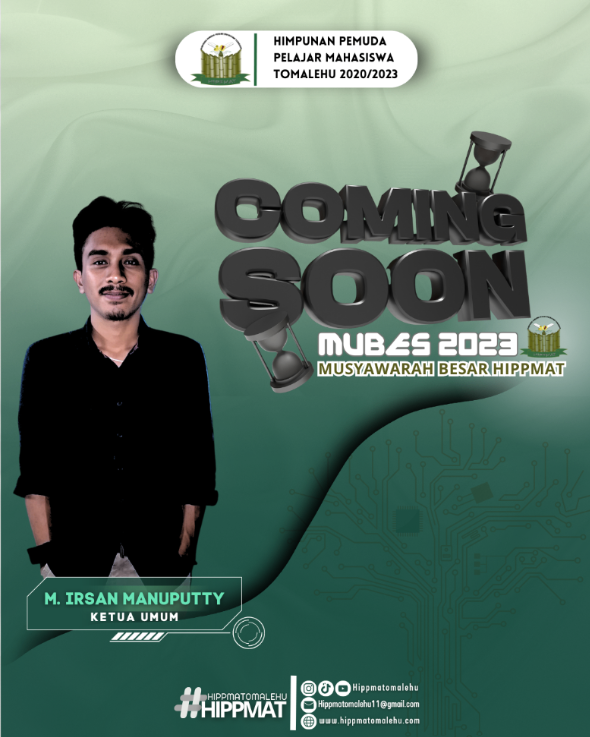 HIMPUNAN PEMUDA
PELAJAR MAHASISWA
TOMALEHU 2020/2023
COMING
SOON
MUBES 2023
MUSYAWARAH BESAR HIPPMAT
M. IRSAN MANUPUTTY
KETUA UMUM
#HIPPMATOMALEHU
HIPPMAT
Hippmatomalehu
Hippmatomalehu11@gmail.com
www.hippmatomalehu.com